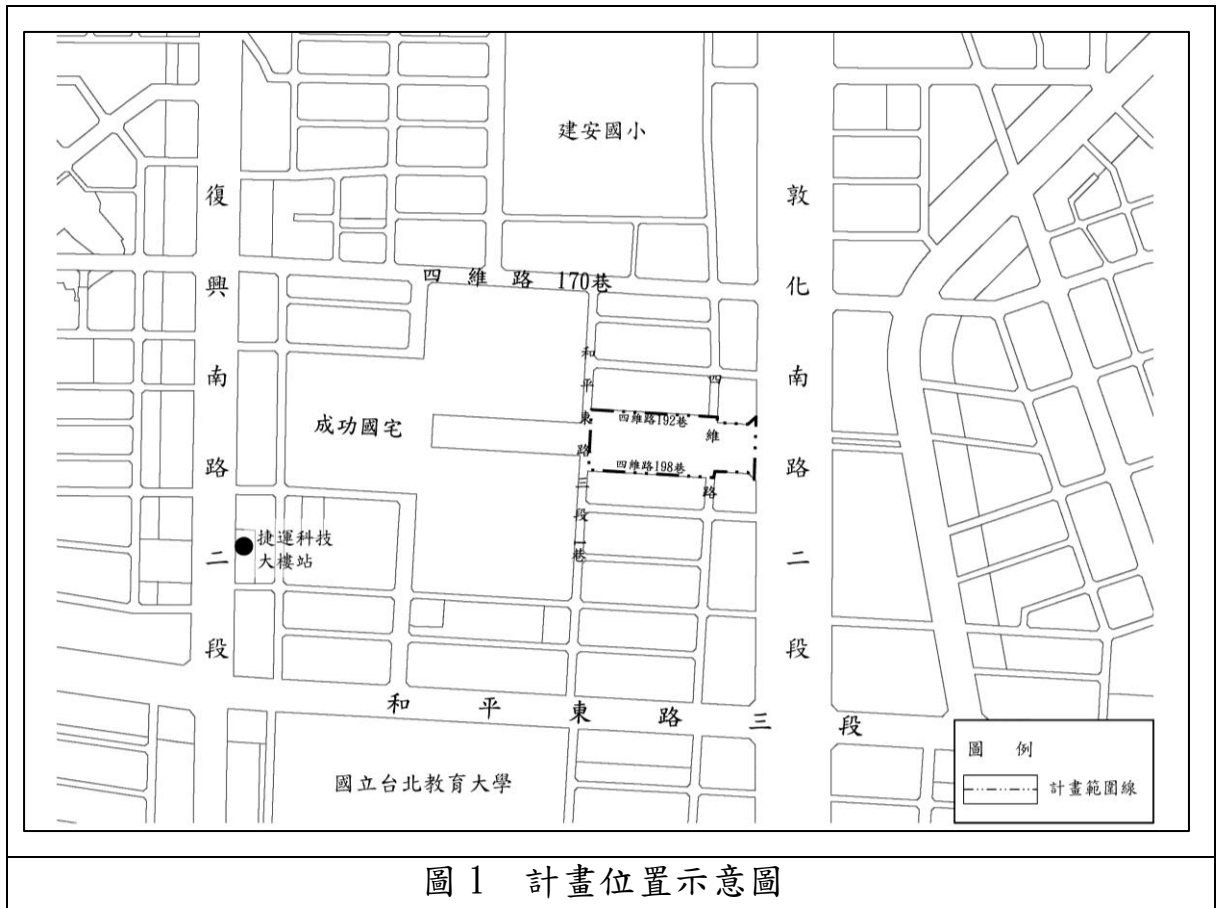 建安國小
復興南路二段
敦化南路二段
四維路 170巷
和平東路三段1巷
四維路
四維路192巷
四維路198巷
成功國宅
捷運科技
大樓站
和平東路三段
國立台北教育大學
圖 例
計畫範圍線
圖 1 計畫位置示意圖